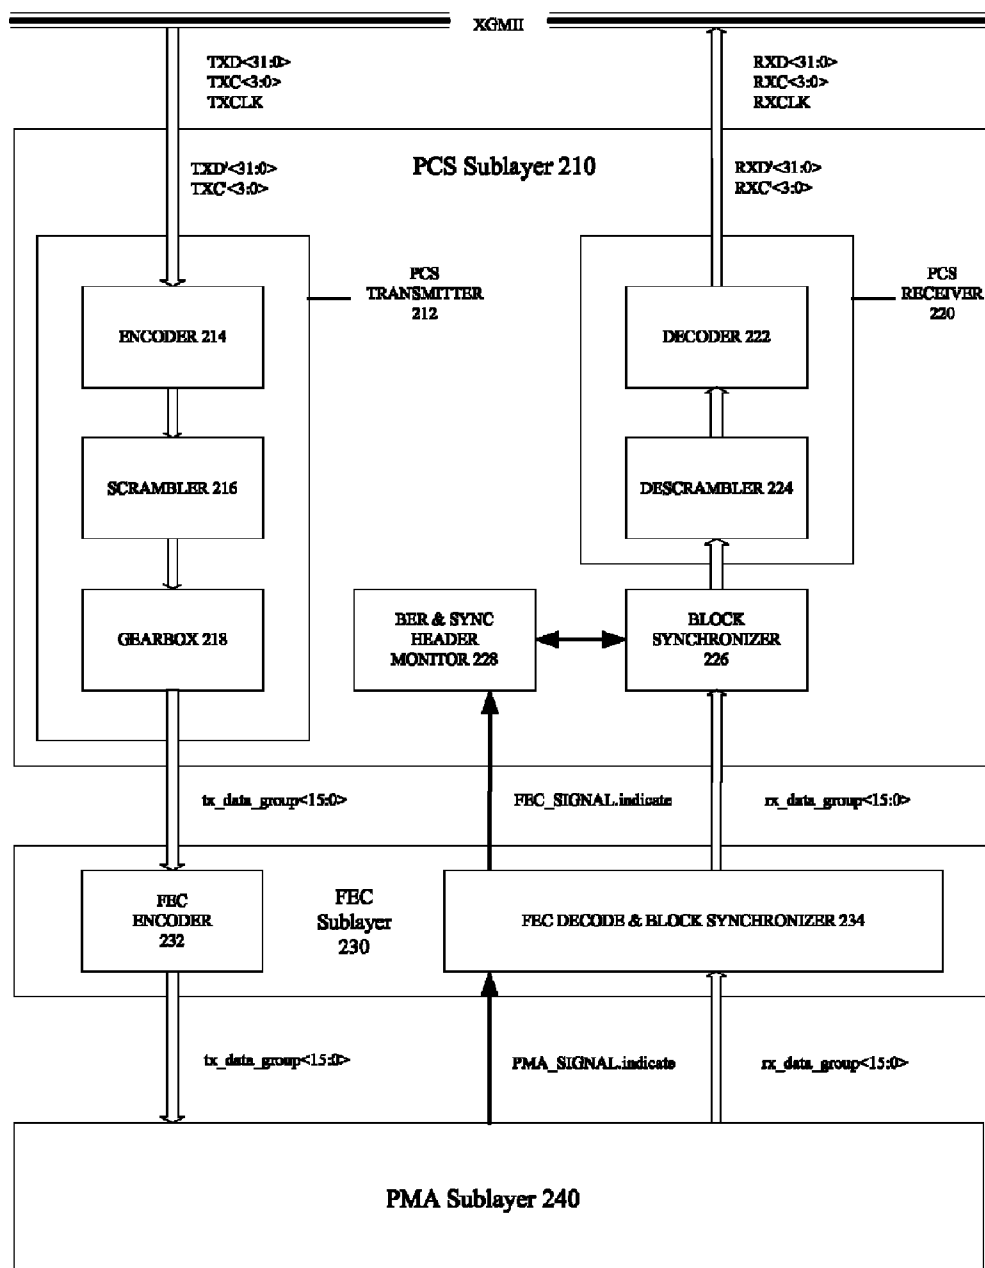 XGMII
TXD<31:0>
TXC<3:0>
TXCLK
RXD<31:0>
RXC<3:0>
RXCLK
PCS Sublayer 210
TXD'<31:0>
TXC'<3:0>
RXD'<31:0>
RXC'<3:0>
PCS
TRANSMITTER
212
PCS
RECEIVER
220
ENCODER 214
DECODER 222
SCRAMBLER 216
DESCRAMBLER 224
GEARBOX 218
BER & SYNC
HEADER
MONITOR 228
BLOCK
SYNCHRONIZER
226
tx_data_group<15:0>
FEC_SIGNAL.indicate
rx_data_group<15:0>
FEC
ENCODER
232
FEC
Sublayer
230
FEC DECODE & BLOCK SYNCHRONIZER 234
tx_data_group<15:0>
PMA_SIGNAL.indicate
rx_data_group<15:0>
PMA Sublayer 240